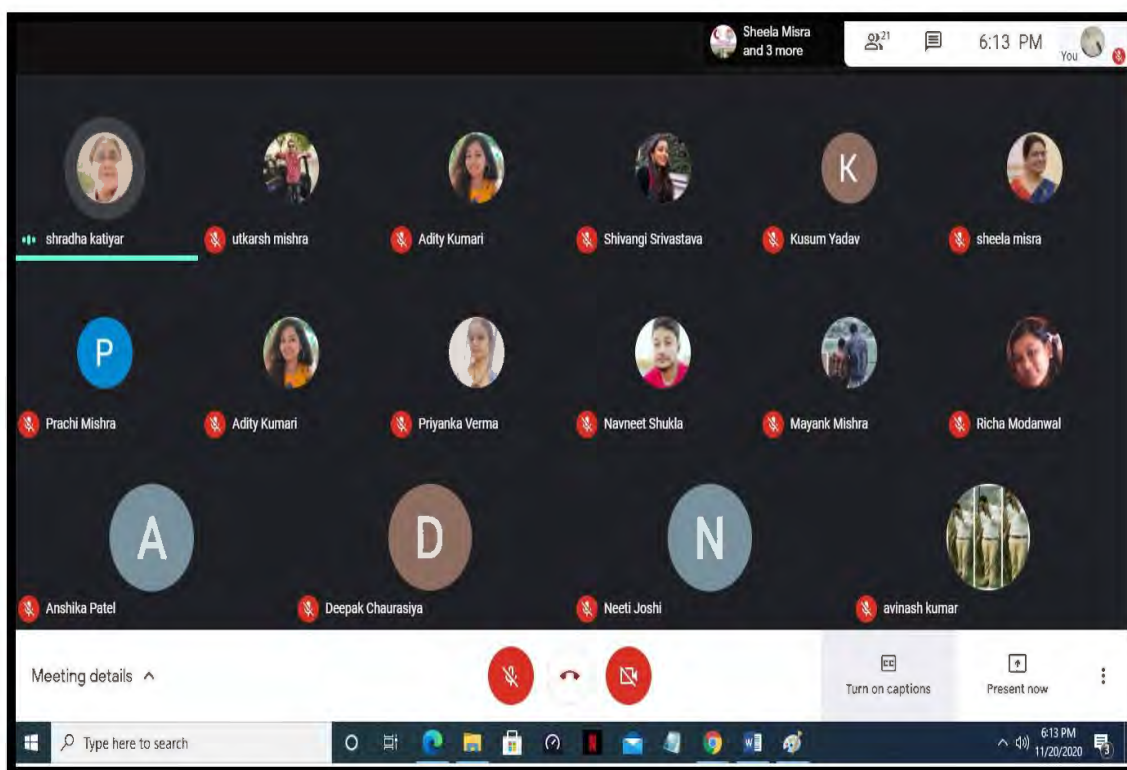 Sheela Misra
and 3 more
21
6:13 PM
You
shradha katiyar
utkarsh mishra
Adity Kumari
Shivangi Srivastava
K
Kusum Yadav
sheela misra
P
Prachi Mishra
Adity Kumari
Priyanka Verma
Navneet Shukla
Mayank Mishra
Richa Modanwal
A
Anshika Patel
D
Deepak Chaurasiya
N
Neeti Joshi
avinash kumar
Meeting details
CC
Turn on captions
Present now
Type here to search
N
W
6:13 PM
11/20/2020
3